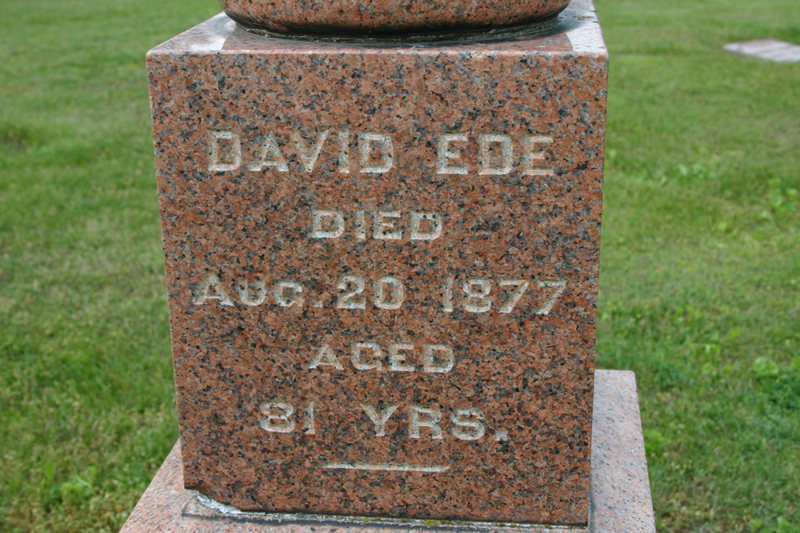 DAVID EDE
DIED
AUG. 20 1877
AGED
81 YRS.